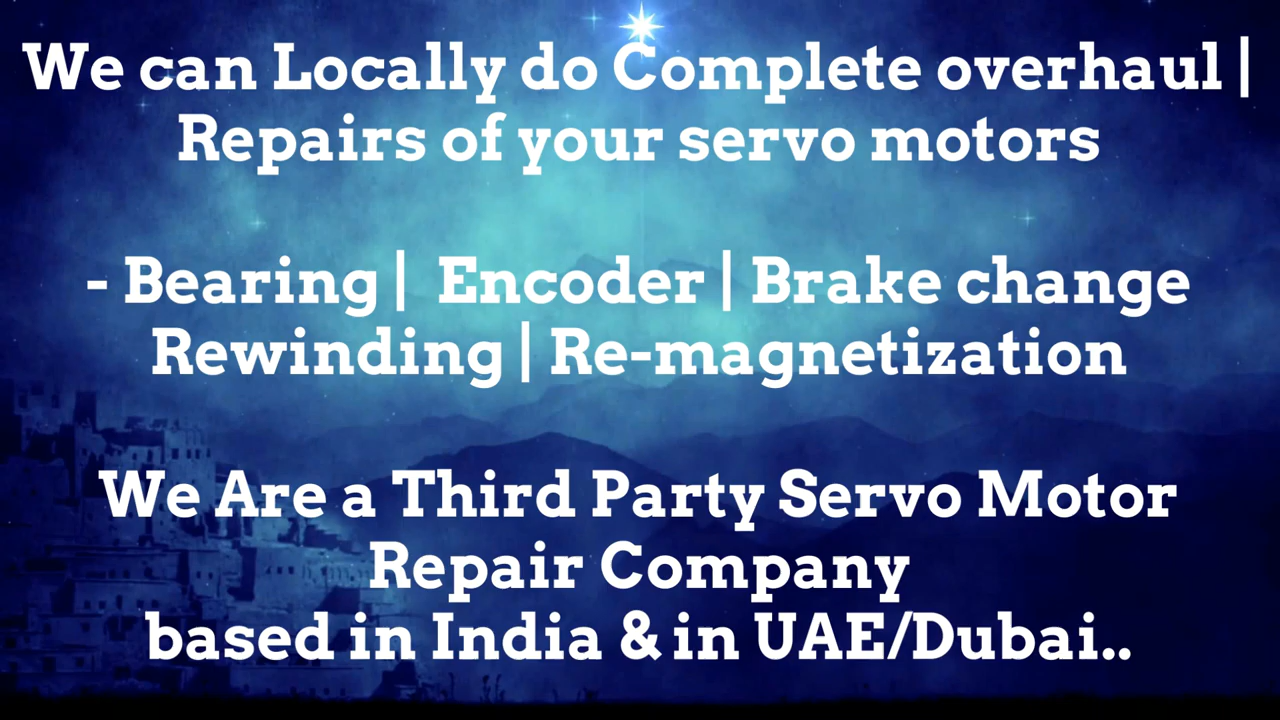 We can Locally do Complete overhaul |
Repairs of your servo motors
- Bearing | Encoder | Brake change
Rewinding | Re-magnetization
We Are a Third Party Servo Motor
Repair Company
based in India & in UAE/Dubai..